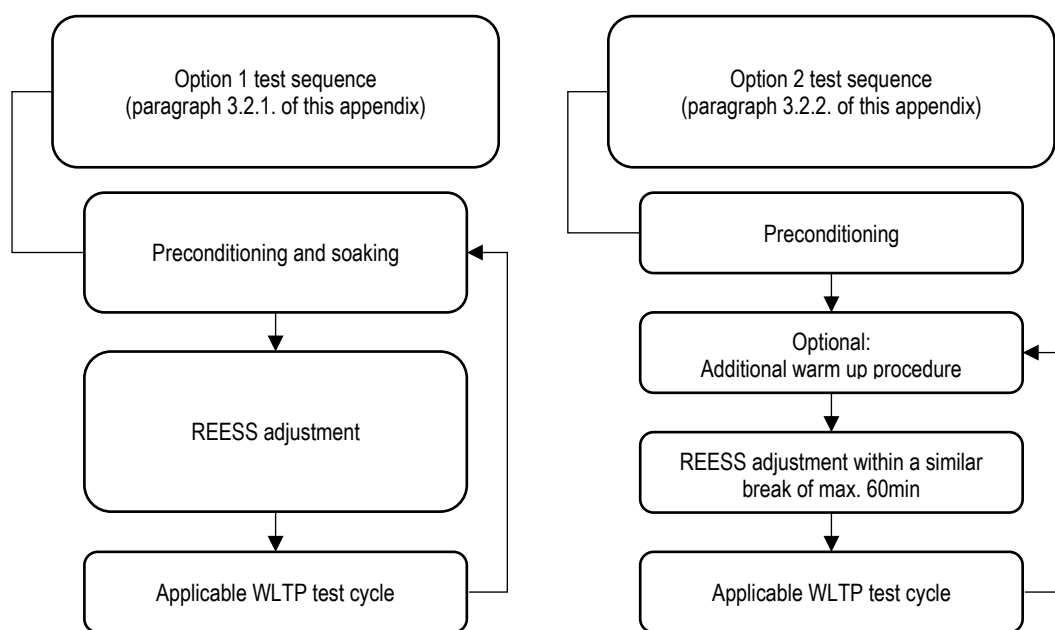 Option 1 test sequence
(paragraph 3.2.1. of this appendix)
Preconditioning and soaking
REESS adjustment
Applicable WLTP test cycle
Option 2 test sequence
(paragraph 3.2.2. of this appendix)
Preconditioning
Optional:
Additional warm up procedure
REESS adjustment within a similar
break of max. 60min
Applicable WLTP test cycle